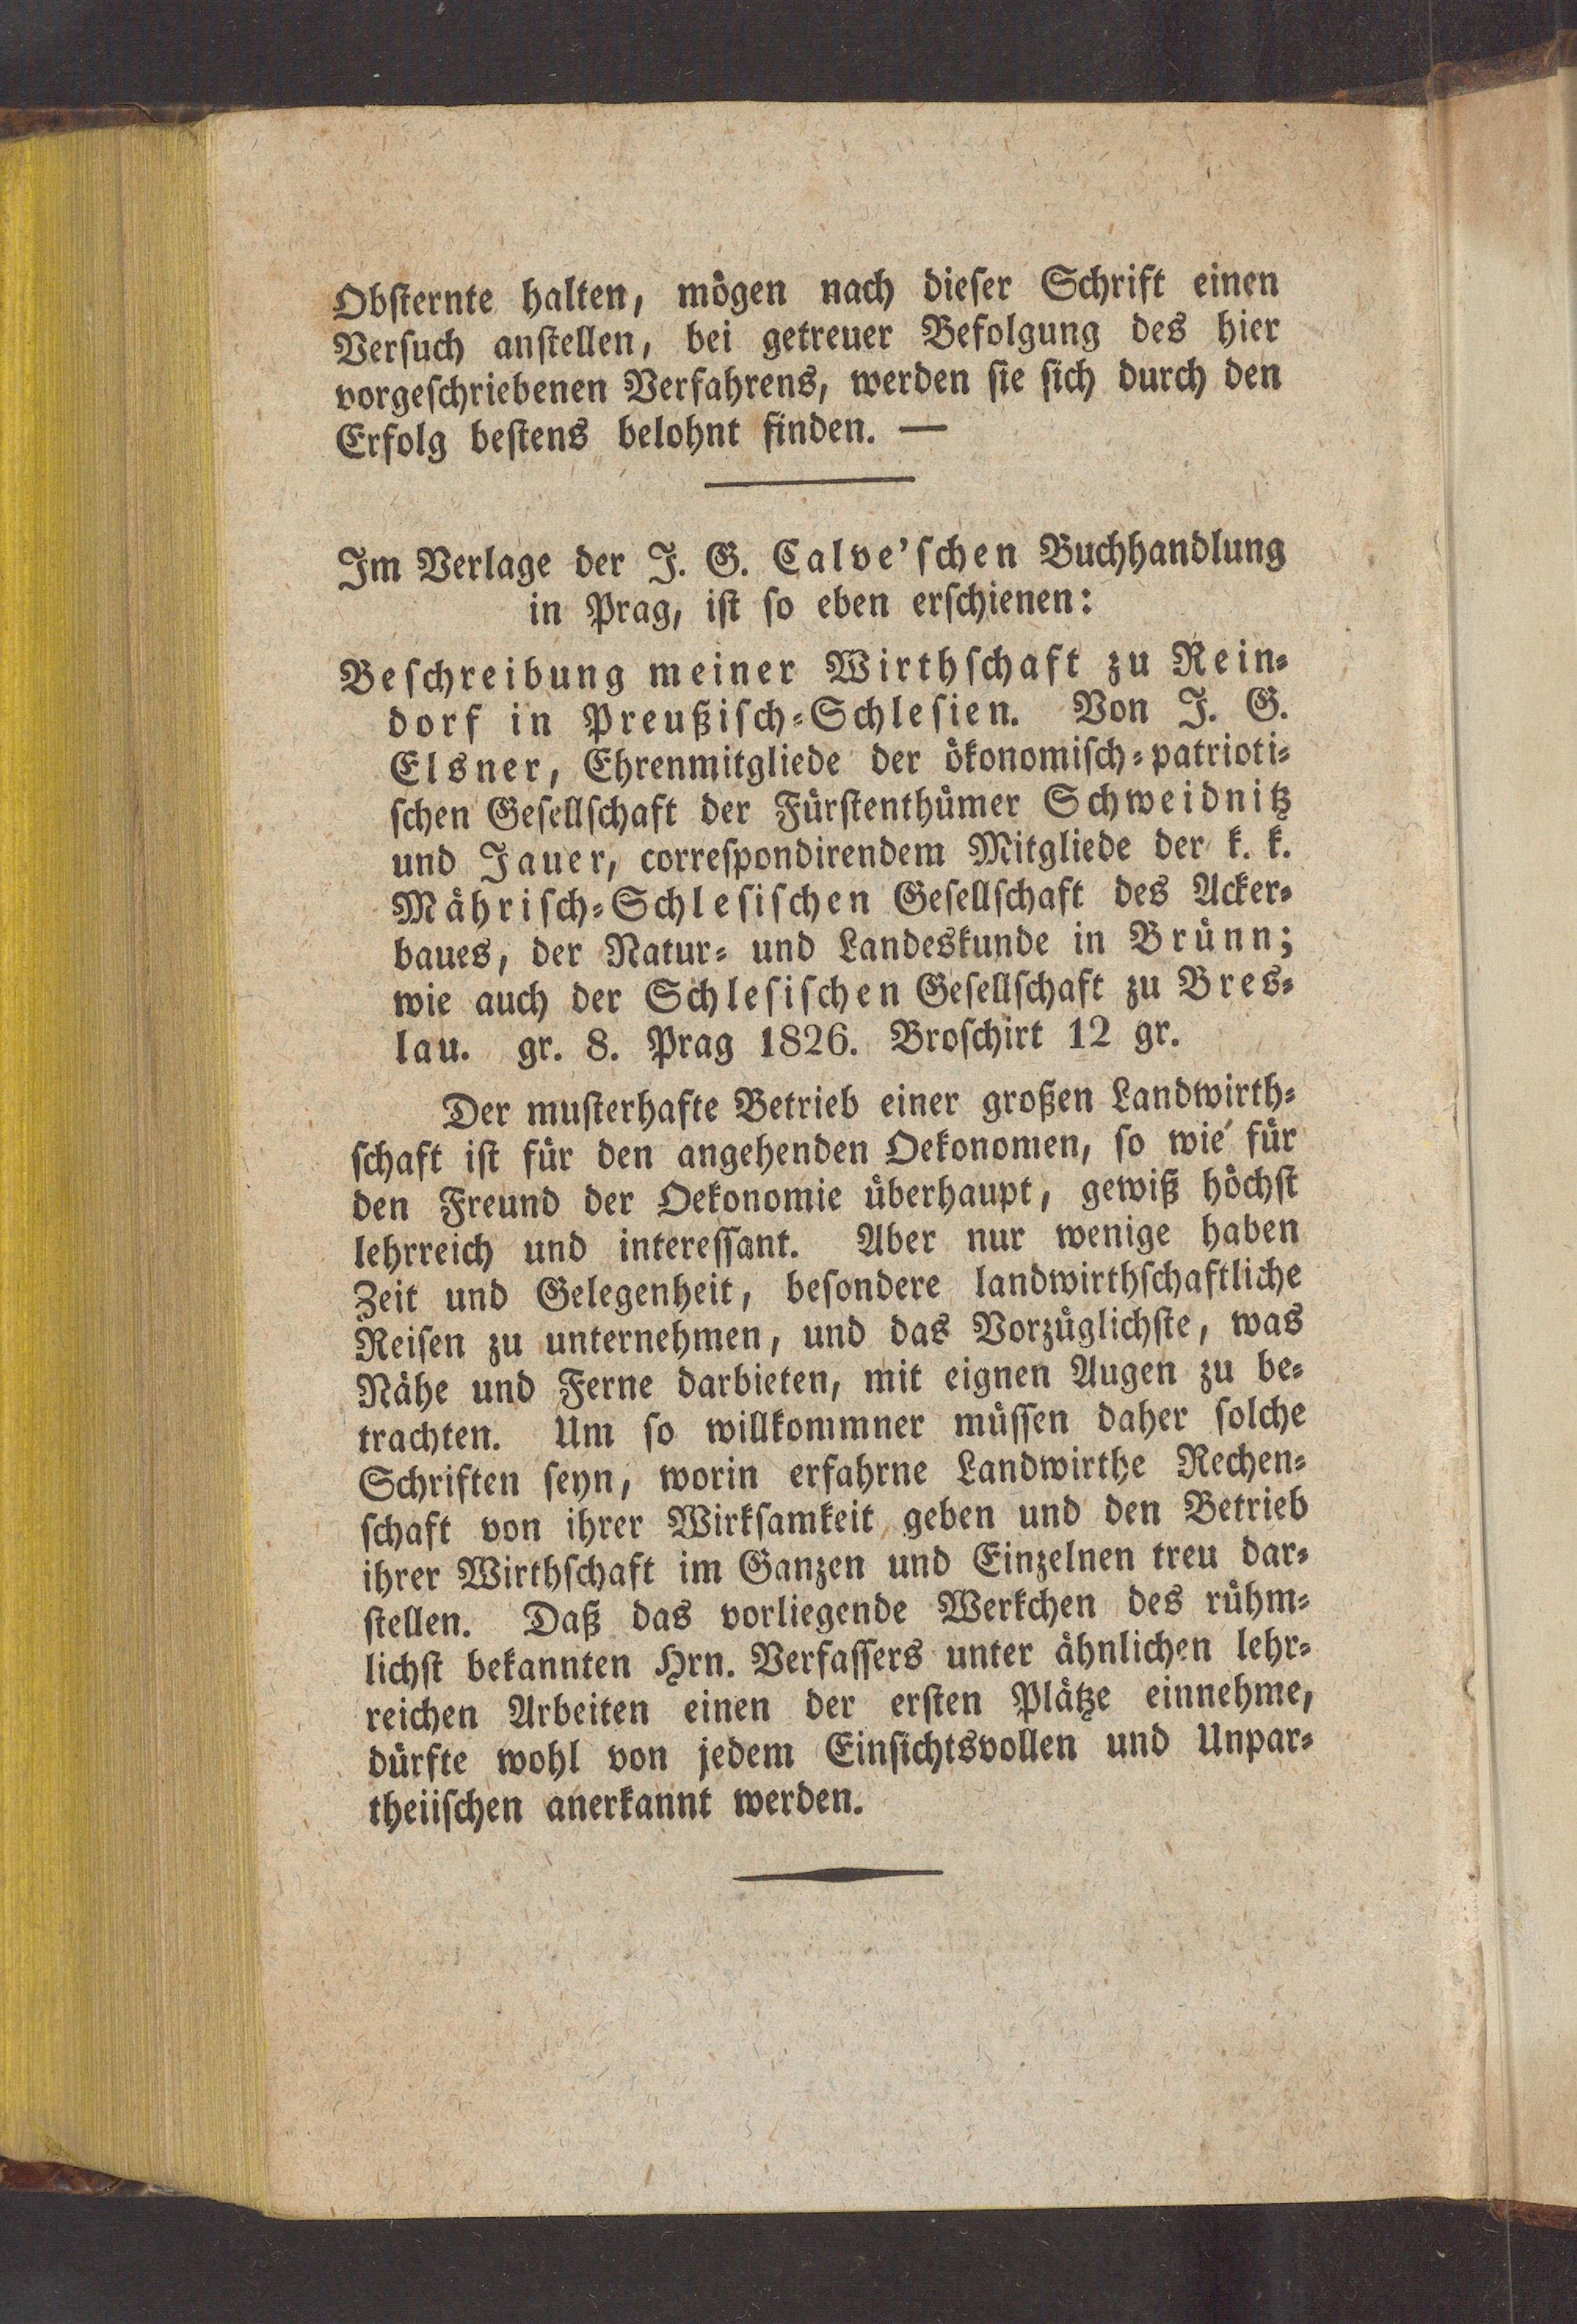 Obſternte halten, mögen nach dieſer Schrift einen
Verſuch anſtellen, bei getreuer Befolgung des hier
vorgeſchriebenen Verfahrens, werden ſie ſich durch den
Erfolg beſtens belohnt finden. —
Im Verlage der J. G. Calve'ſchen Buchhandlung
in Prag, iſt ſo eben erſchienen:
Beſchreibung meiner Wirthſchaft zu Rein⸗
dorf in Preußiſch⸗Schleſien. Von J. G.
Elsner, Ehrenmitgliede der ökonomiſch⸗patrioti⸗
ſchen Geſellſchaft der Fürſtenthümer Schweidnitz
und Jauer, correſpondirendem Mitgliede der k. k.
Mähriſch⸗Schleſiſchen Geſellſchaft des Acker⸗
baues, der Natur⸗ und Landeskunde in Brünn;
wie auch der Schleſiſchen Geſellſchaft zu Bres⸗
lau. gr. 8. Prag 1826. Broſchirt 12 gr.
Der muſterhafte Betrieb einer großen Landwirth⸗
ſchaft iſt für den angehenden Oekonomen, ſo wie für
den Freund der Oekonomie überhaupt, gewiß höchſt
lehrreich und intereſſant. Aber nur wenige haben
Zeit und Gelegenheit, beſondere landwirthſchaftliche
Reiſen zu unternehmen, und das Vorzüglichſte, was
Nähe und Ferne darbieten, mit eignen Augen zu be⸗
trachten. Um ſo willkommner müſſen daher ſolche
Schriften ſeyn, worin erfahrne Landwirthe Rechen⸗
ſchaft von ihrer Wirkſamkeit geben und den Betrieb
ihrer Wirthſchaft im Ganzen und Einzelnen treu dar⸗
ſtellen. Daß das vorliegende Werkchen des rühm⸗
lichſt bekannten Hrn. Verfaſſers unter ähnlichen lehr⸗
reichen Arbeiten einen der erſten Plätze einnehme,
dürfte wohl von jedem Einſichtsvollen und Unpar⸗
theiiſchen anerkannt werden.